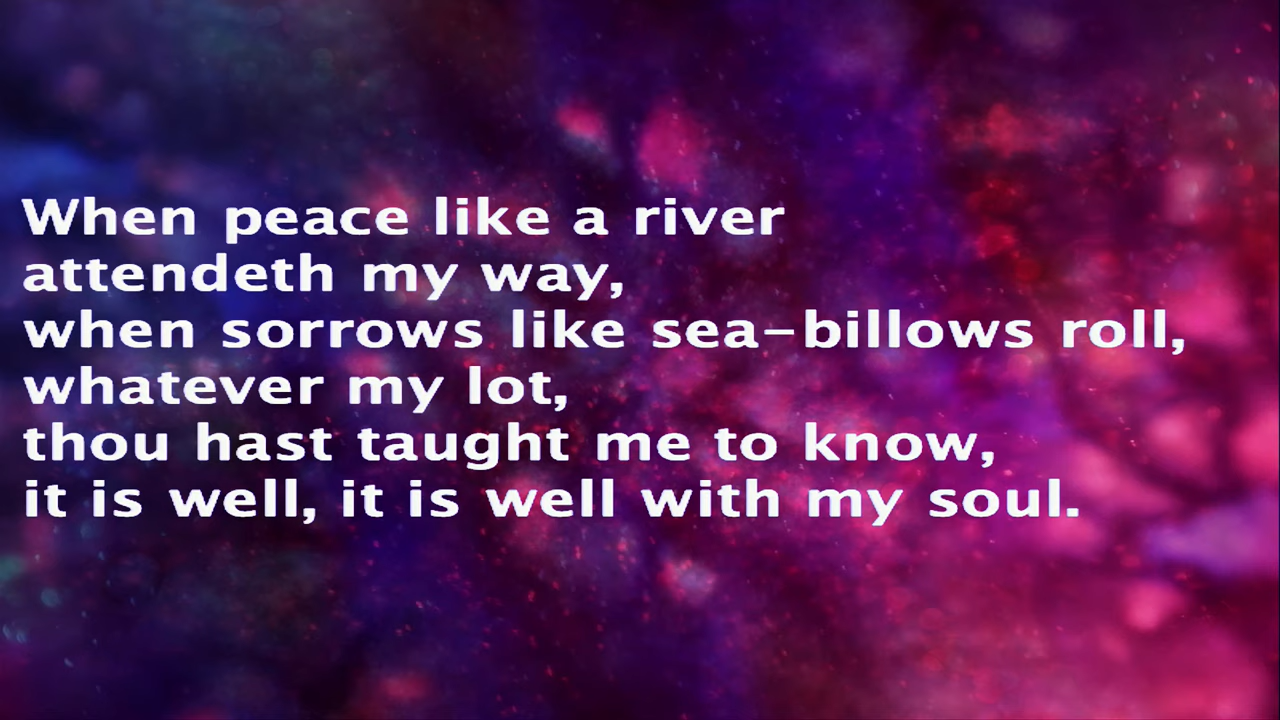 When peace like a river
attendeth my way,
when sorrows like sea-billows roll,
whatever my lot,
thou hast taught me to know,
it is well, it is well with my soul.